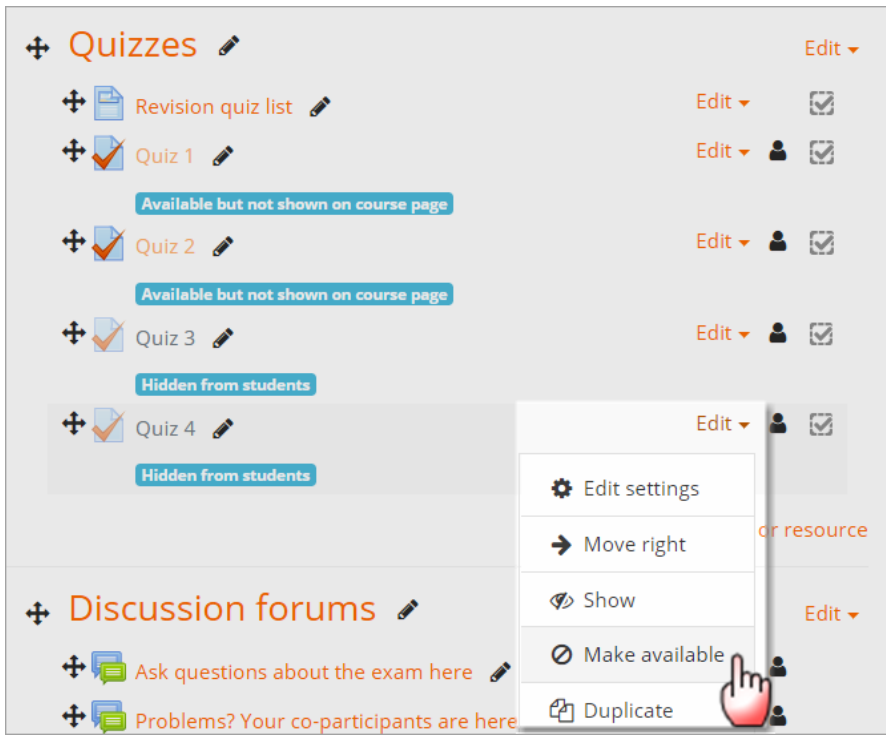 Quizzes Edit
Revision quiz list Edit
Quiz 1 Edit
Available but not shown on course page
Quiz 2 Edit
Available but not shown on course page
Quiz 3 Edit
Hidden from students
Quiz 4 Edit
Hidden from students
Edit settings
or resource
Move right
Show
Discussion forums Edit
Make available
Ask questions about the exam here
Duplicate
Problems? Your co-participants are here